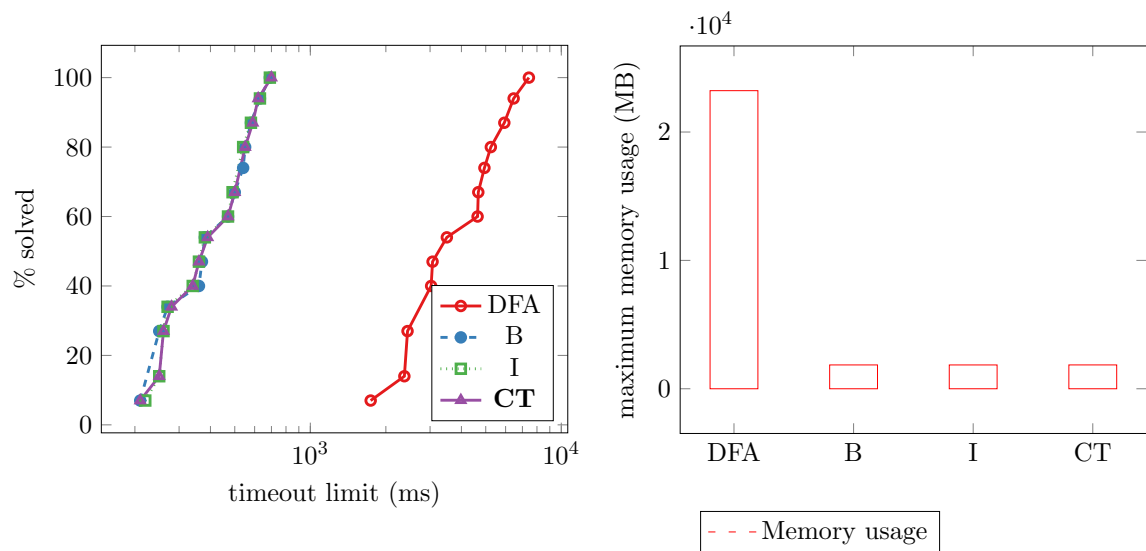 100
80
60
40
20
0
% solved
10^3
10^4
timeout limit (ms)
DFA
B
I
CT
·10^4
2
1
0
maximum memory usage (MB)
DFA
B
I
CT
Memory usage